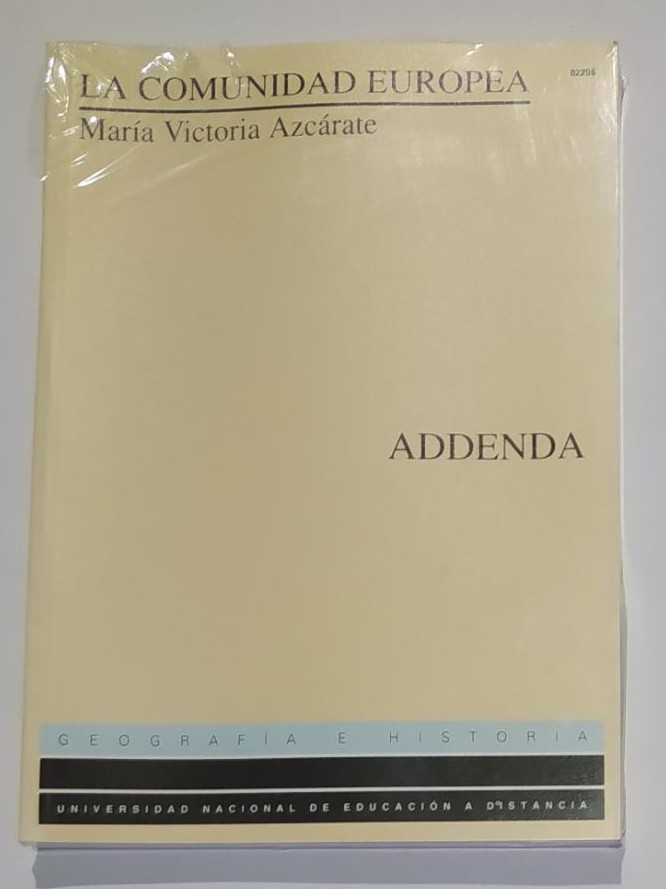 LA COMUNIDAD EUROPEA
02206
María Victoria Azcárate
ADDENDA
GEOGRAFÍA E HISTORIA
UNIVERSIDAD NACIONAL DE EDUCACIÓN A DISTANCIA